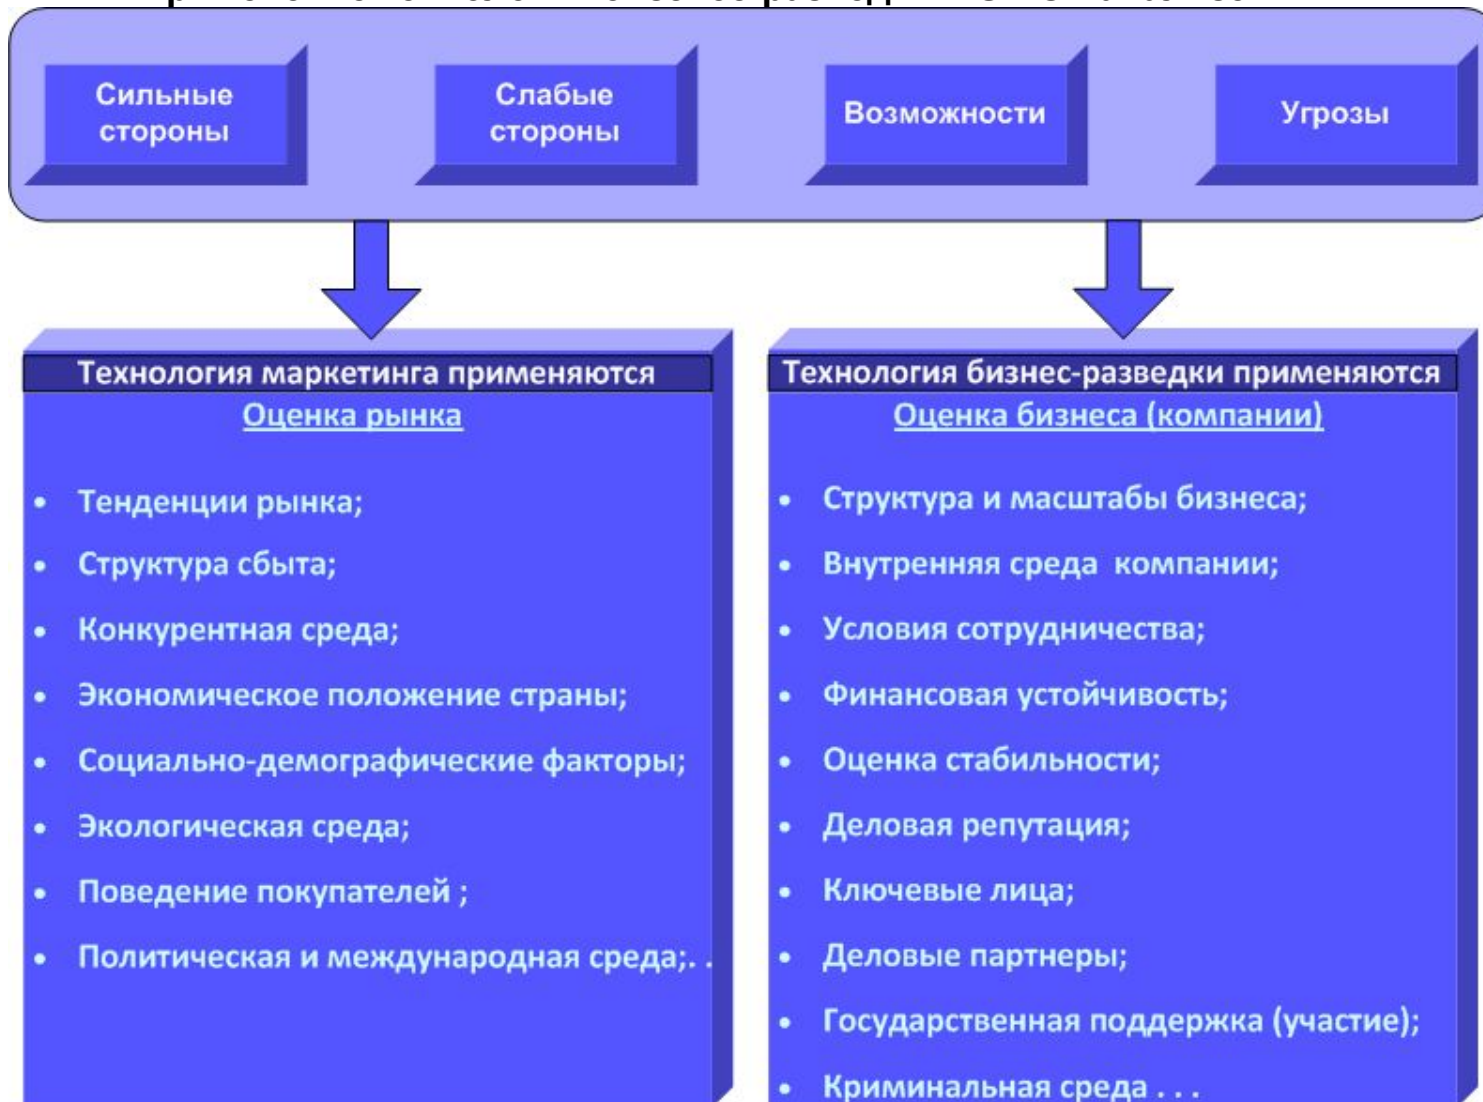 Сильные
стороны
Слабые
стороны
Возможности
Угрозы
Технология маркетинга применяются
Оценка рынка
• Тенденции рынка;
• Структура сбыта;
• Конкурентная среда;
• Экономическое положение страны;
• Социально-демографические факторы;
• Экологическая среда;
• Поведение покупателей ;
• Политическая и международная среда;. .
Технология бизнес-разведки применяются
Оценка бизнеса (компании)
• Структура и масштабы бизнеса;
• Внутренняя среда компании;
• Условия сотрудничества;
• Финансовая устойчивость;
• Оценка стабильности;
• Деловая репутация;
• Ключевые лица;
• Деловые партнеры;
• Государственная поддержка (участие);
• Криминальная среда . . .